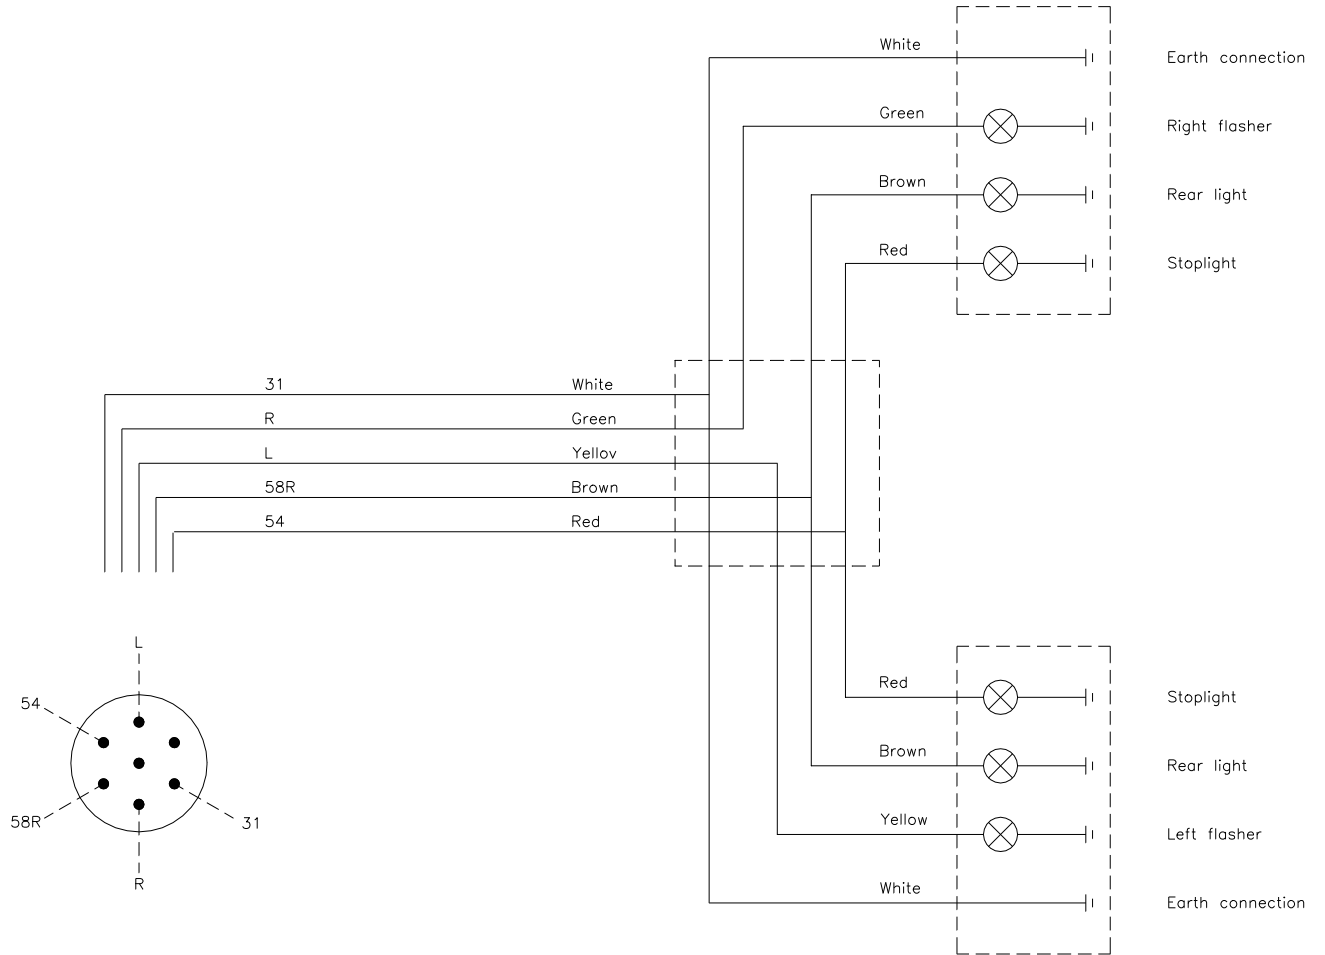 White Earth connection
Green Right flasher
Brown Rear light
Red Stoplight
31 White
R Green
L Yellov
58R Brown
54 Red
L
54
58R
31
R
Red Stoplight
Brown Rear light
Yellow Left flasher
White Earth connection